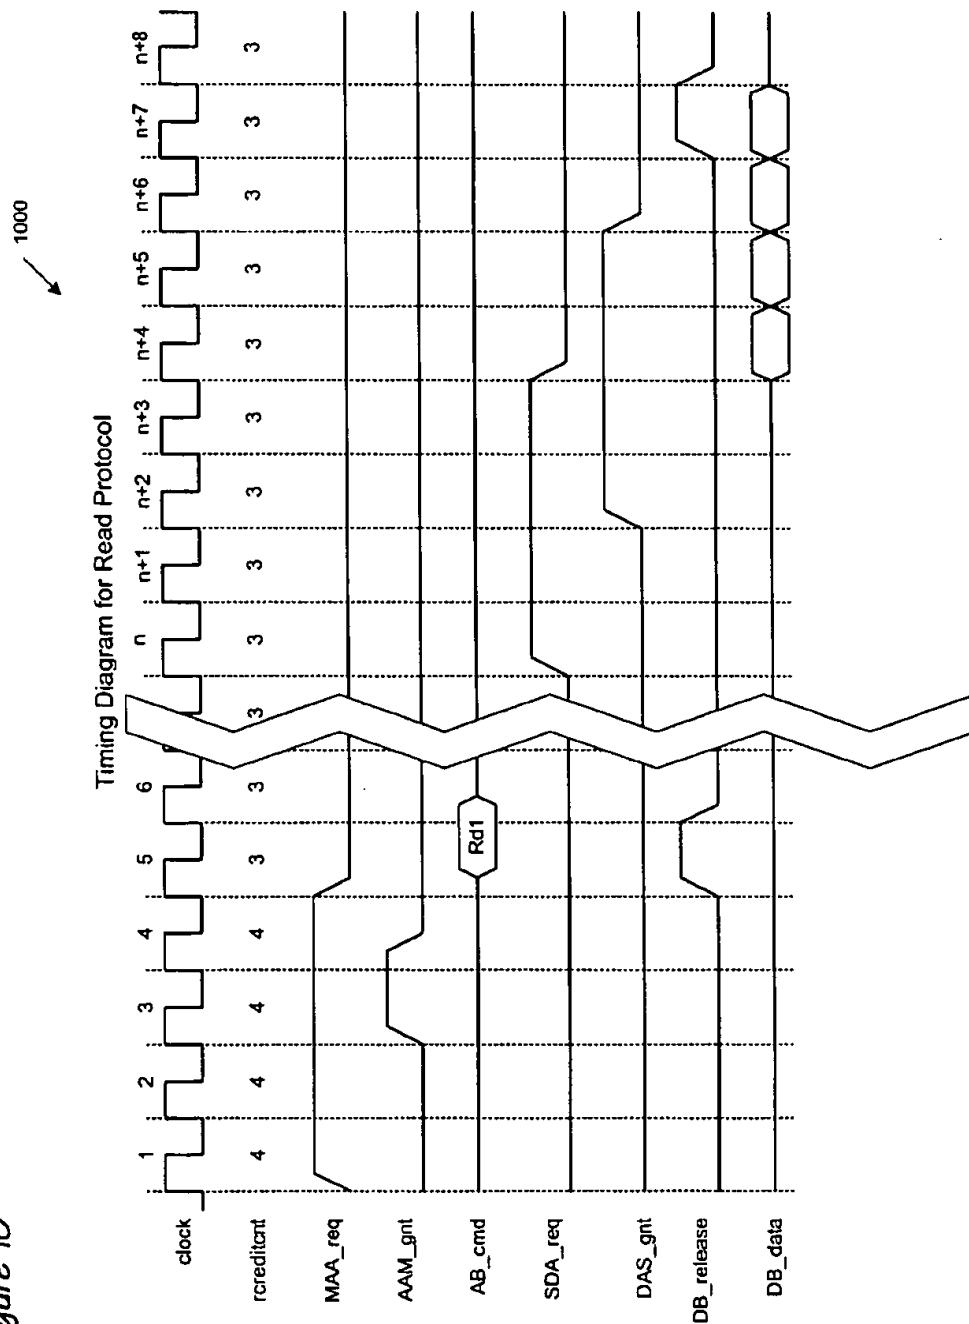 1000
Timing Diagram for Read Protocol
1 2 3 4 5 6 n n+1 n+2 n+3 n+4 n+5 n+6 n+7 n+8
clock
rcreditcnt 4 4 4 4 3 3 3 3 3 3 3 3 3 3 3 3
MAA_req
AAM_gnt
AB_cmd Rd1
SDA_req
DAS_gnt
DB_release
DB_data